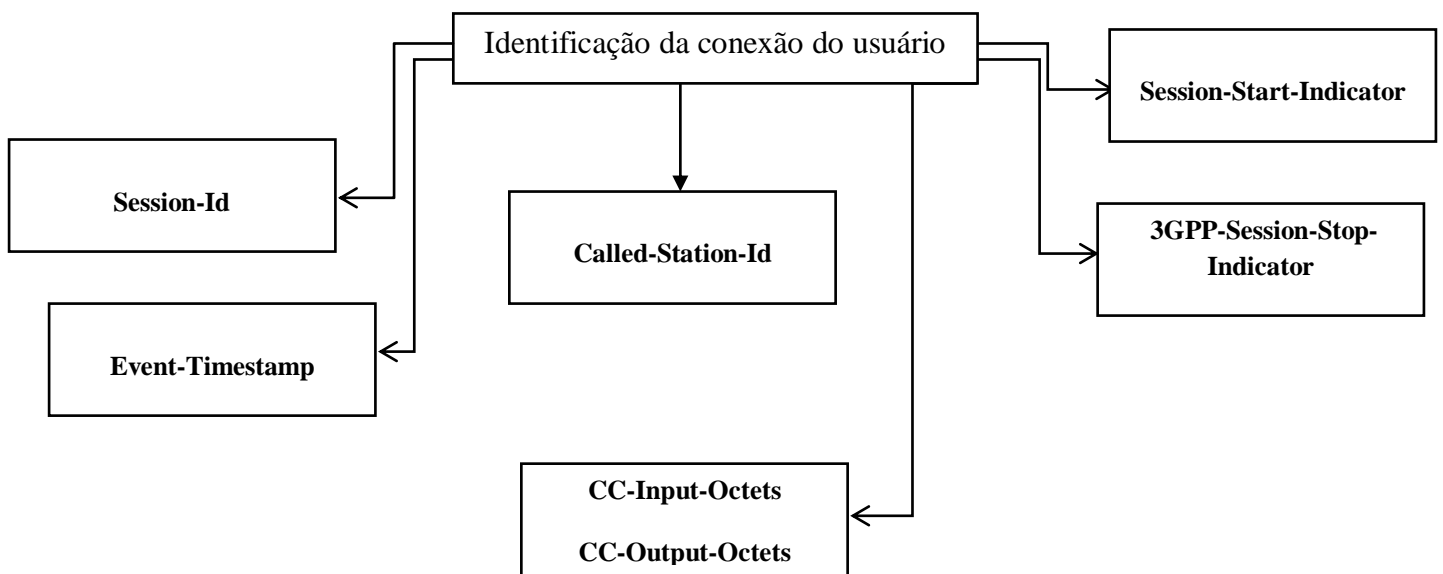 Identificação da conexão do usuário
Session-Start-Indicator
Session-Id
Called-Station-Id
3GPP-Session-Stop-
Indicator
Event-Timestamp
CC-Input-Octets
CC-Output-Octets